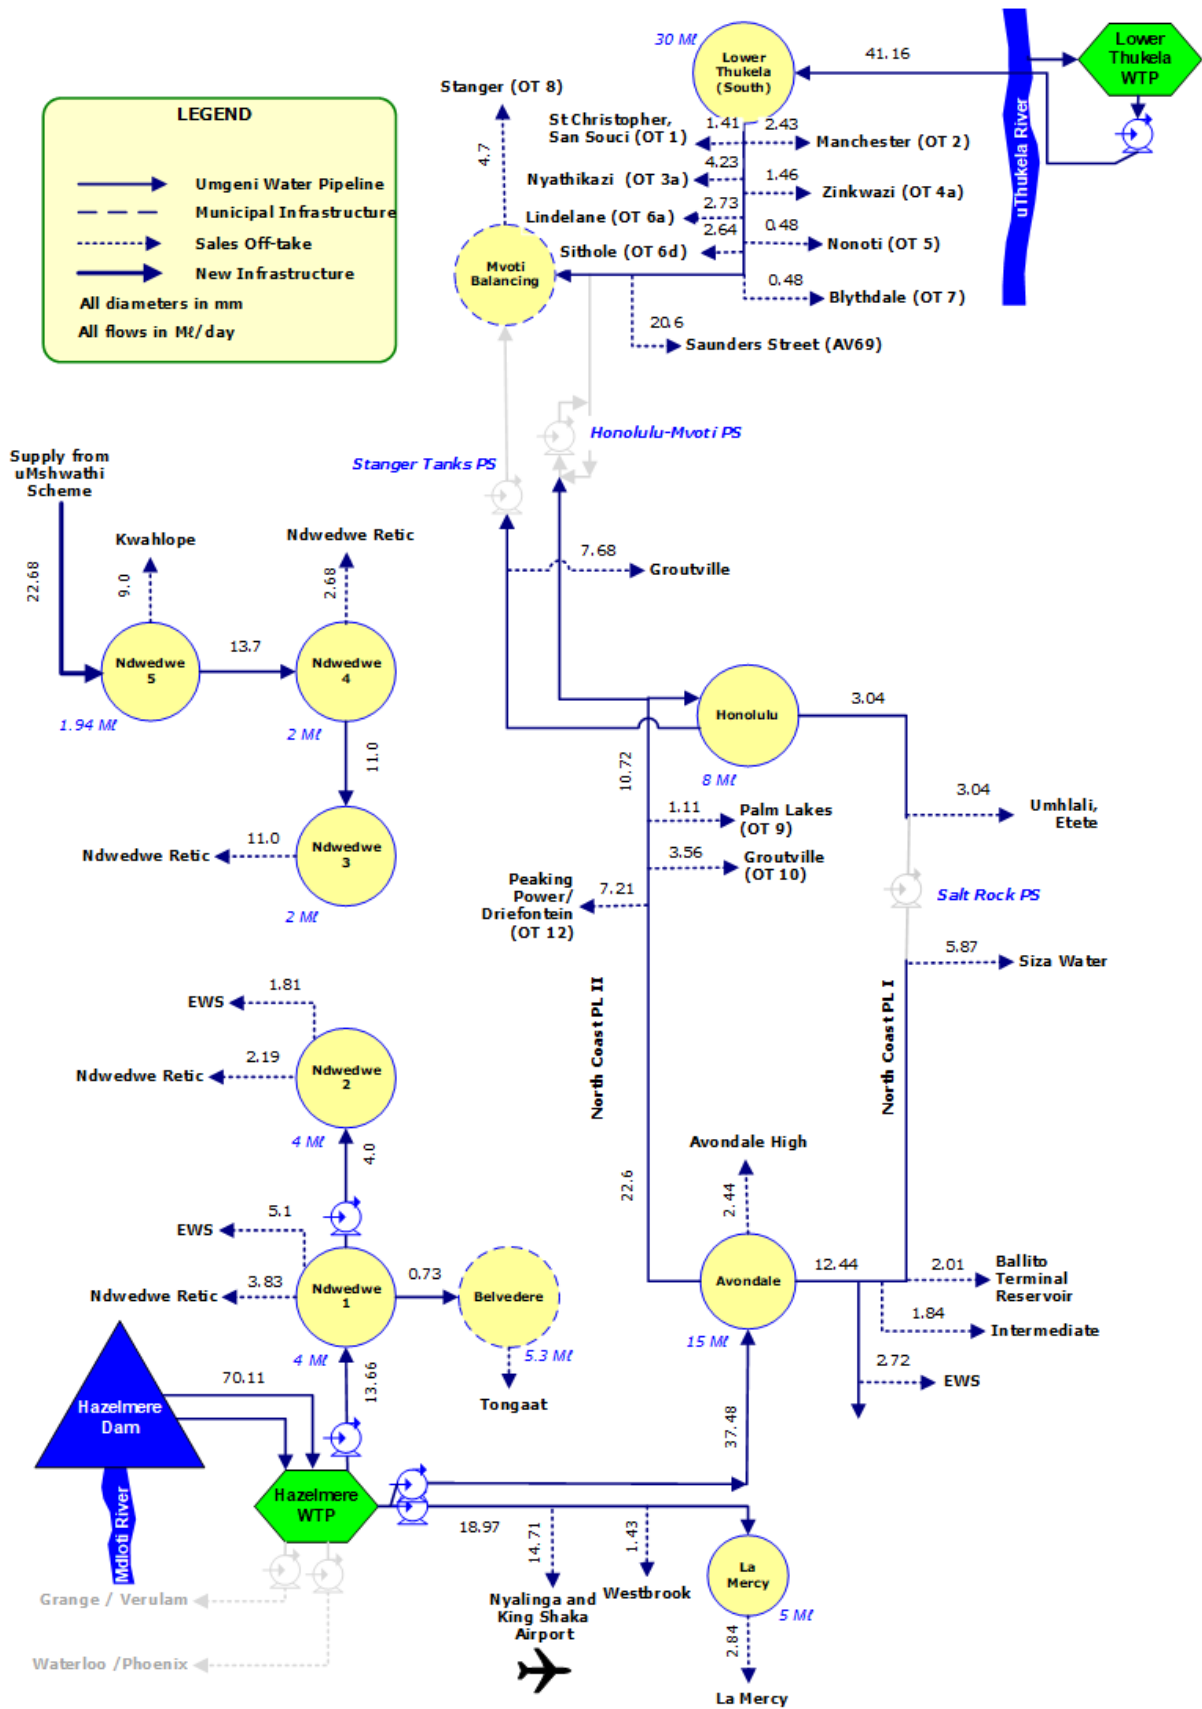 30 Mℓ
Lower
Thukela
(South)
41.16
Lower
Thukela
WTP
uThukela River
Stanger (OT 8)
4.7
LEGEND
Umgeni Water Pipeline
Municipal Infrastructure
Sales Off-take
New Infrastructure
All diameters in mm
All flows in Mℓ/day
St Christopher,
San Souci (OT 1)
1.41
2.43
Manchester (OT 2)
4.23
Nyathikazi (OT 3a)
1.46
Zinkwazi (OT 4a)
2.73
Lindelane (OT 6a)
2.64
Sithole (OT 6d)
0.48
Nonoti (OT 5)
Mvoti
Balancing
0.48
Blythdale (OT 7)
20.6
Saunders Street (AV69)
Honolulu-Mvoti PS
Stanger Tanks PS
Supply from
uMshwathi
Scheme
22.68
Kwahlope
9.0
Ndwedwe Retic
2.68
7.68
Groutville
Ndwedwe
5
13.7
Ndwedwe
4
1.94 Mℓ
2 Mℓ
11.0
Honolulu
3.04
8 Mℓ
10.72
3.04
Umhlali,
Etete
1.11
Palm Lakes
(OT 9)
Ndwedwe Retic
11.0
Ndwedwe
3
2 Mℓ
3.56
Groutville
(OT 10)
Peaking
Power/
Driefontein
(OT 12)
7.21
Salt Rock PS
5.87
Siza Water
North Coast PL II
North Coast PL I
EWS
1.81
Ndwedwe Retic
2.19
Ndwedwe
2
4 Mℓ
4.0
Avondale High
2.44
22.6
EWS
5.1
Ndwedwe Retic
3.83
Ndwedwe
1
0.73
Belvedere
4 Mℓ
5.3 Mℓ
Tongaat
13.66
Avondale
12.44
15 Mℓ
2.01
Ballito
Terminal
Reservoir
1.84
Intermediate
2.72
EWS
37.48
70.11
Hazelmere
Dam
Mdloti River
Hazelmere
WTP
18.97
14.71
1.43
Nyalinga and
King Shaka
Airport
Westbrook
La
Mercy
5 Mℓ
2.84
La Mercy
Grange / Verulam
Waterloo /Phoenix